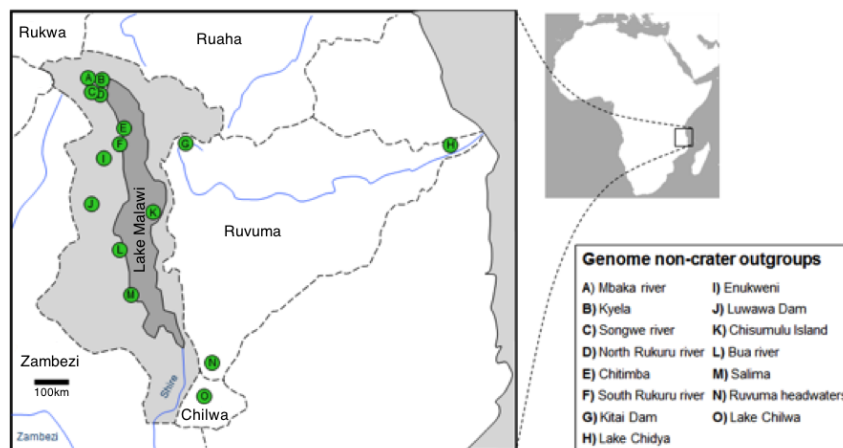 Rukwa
Ruaha
A
B
C
D
E
F
G
H
I
J
K
Lake Malawi
Ruvuma
L
M
Zambezi
100km
Shire
N
O
Chilwa
Zambezi
Genome non-crater outgroups
A) Mbaka river
B) Kyela
C) Songwe river
D) North Rukuru river
E) Chitimba
F) South Rukuru river
G) Kitai Dam
H) Lake Chidya
I) Enukweni
J) Luwawa Dam
K) Chisumulu Island
L) Bua river
M) Salima
N) Ruvuma headwaters
O) Lake Chilwa